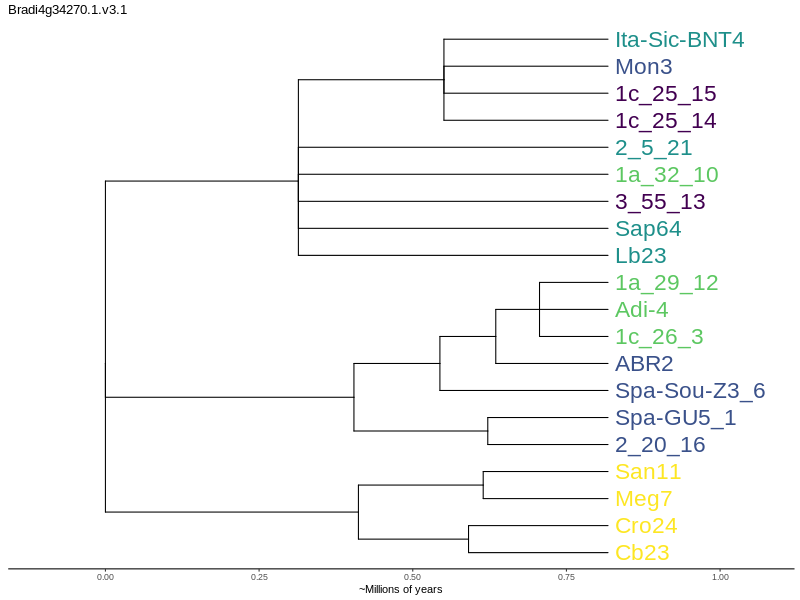 Bradi4g34270.1.v3.1
Ita-Sic-BNT4
Mon3
1c_25_15
1c_25_14
2_5_21
1a_32_10
3_55_13
Sap64
Lb23
1a_29_12
Adi-4
1c_26_3
ABR2
Spa-Sou-Z3_6
Spa-GU5_1
2_20_16
San11
Meg7
Cro24
Cb23
0.00 0.25 0.50 0.75 1.00
~Millions of years